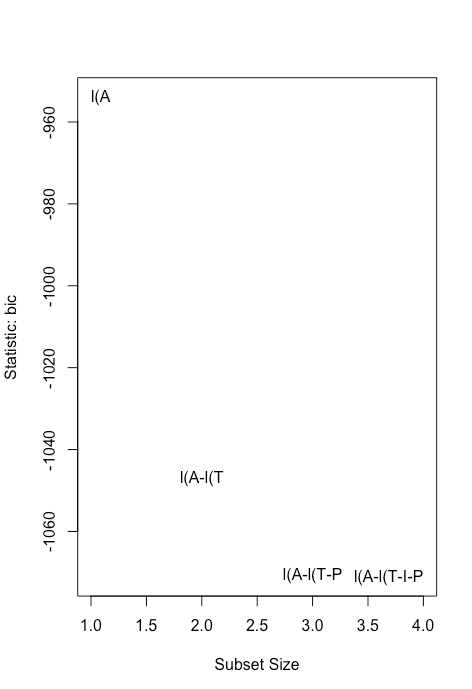 I(A
-960
-980
-1000
-1020
-1040
-1060
Statistic: bic
I(A-I(T
I(A-I(T-P
I(A-I(T-I-P
1.0 1.5 2.0 2.5 3.0 3.5 4.0
Subset Size